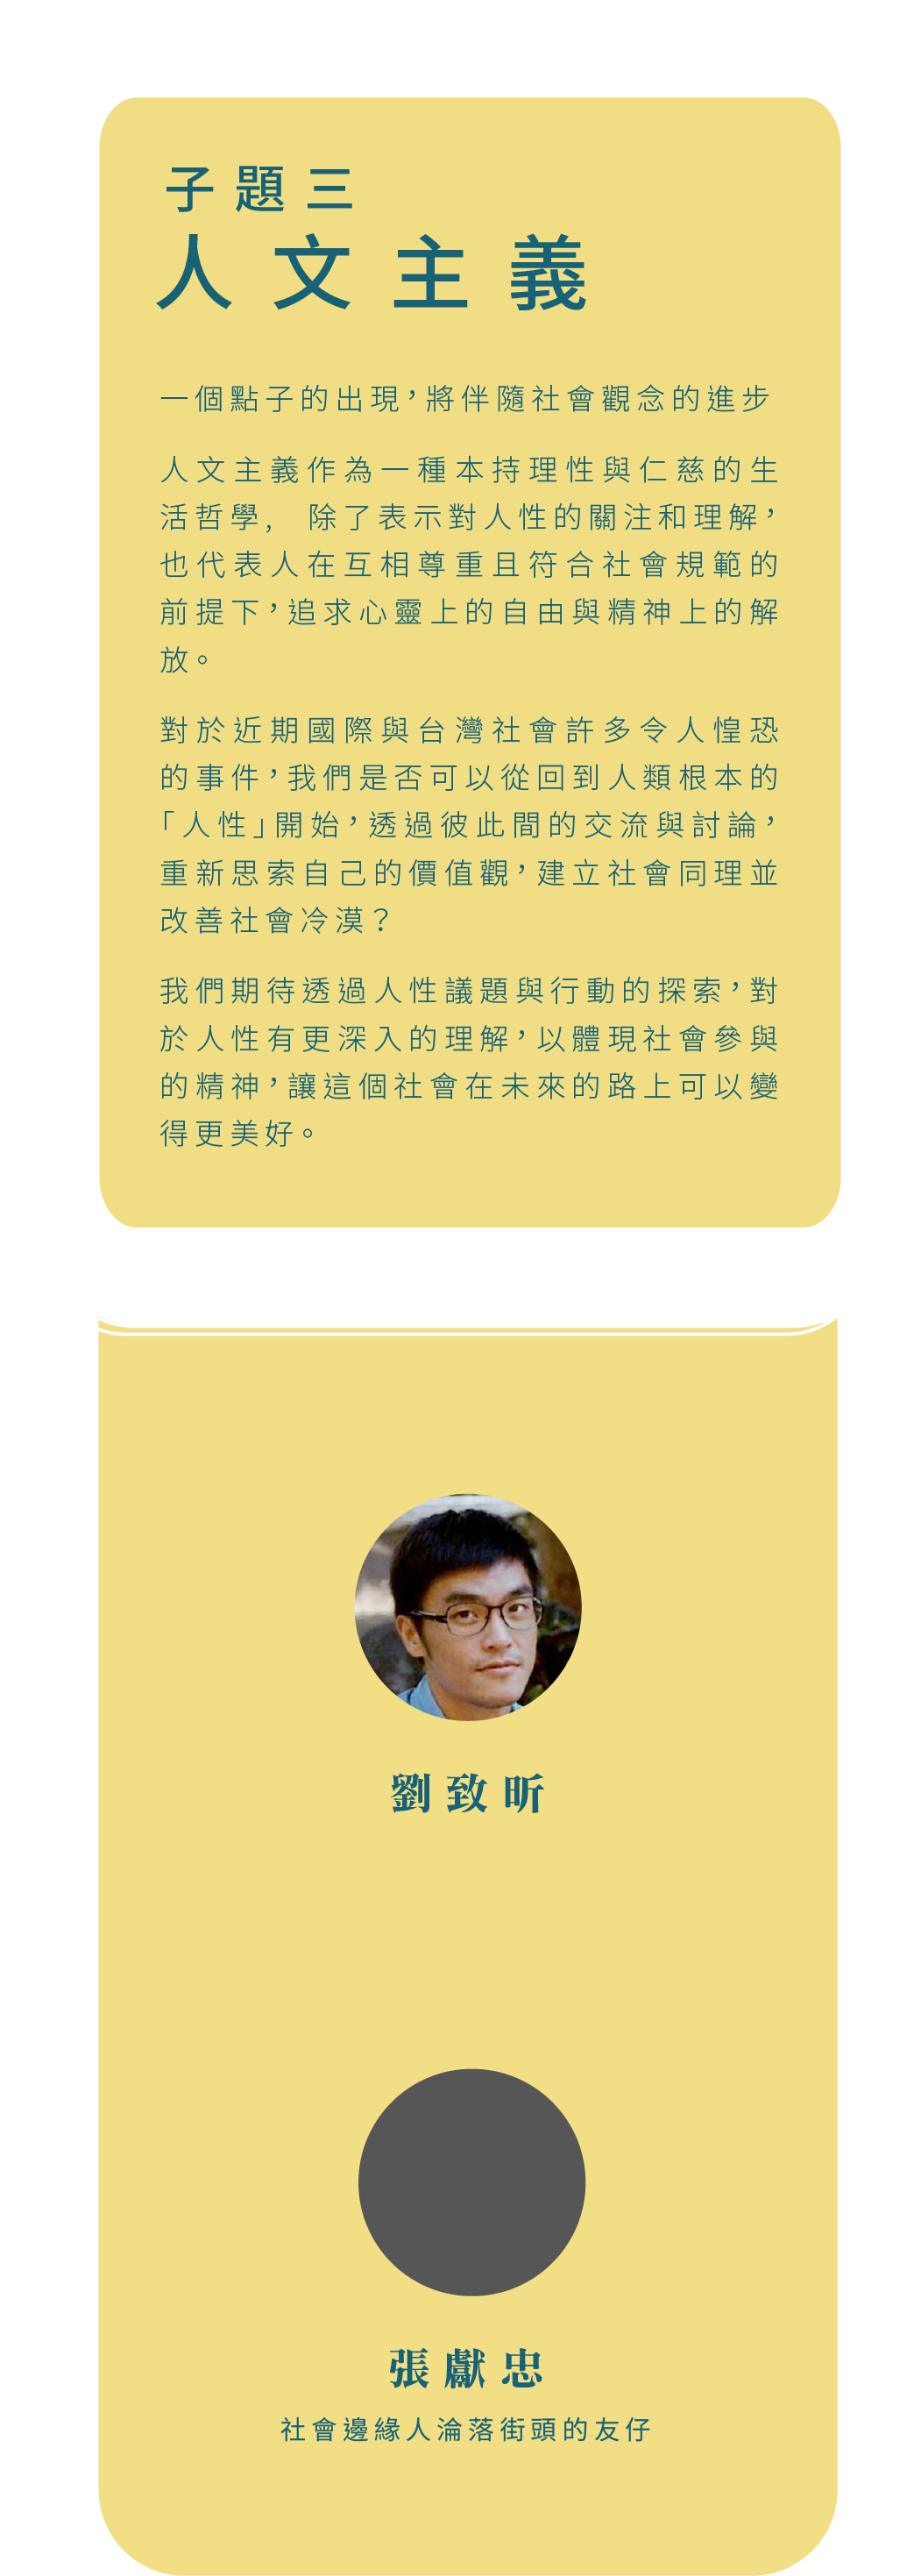 子題三
人文主義
一個點子的出現，將伴隨社會觀念的進步
人文主義作為一種本持理性與仁慈的生
活哲學， 除了表示對人性的關注和理解，
也代表人在互相尊重且符合社會規範的
前提下，追求心靈上的自由與精神上的解
放。
對於近期國際與台灣社會許多令人惶恐
的事件，我們是否可以從回到人類根本的
「人性」開始，透過彼此間的交流與討論，
重新思索自己的價值觀，建立社會同理並
改善社會冷漠？
我們期待透過人性議題與行動的探索，對
於人性有更深入的理解，以體現社會參與
的精神，讓這個社會在未來的路上可以變
得更美好。
劉致昕
張獻忠
社會邊緣人淪落街頭的友仔